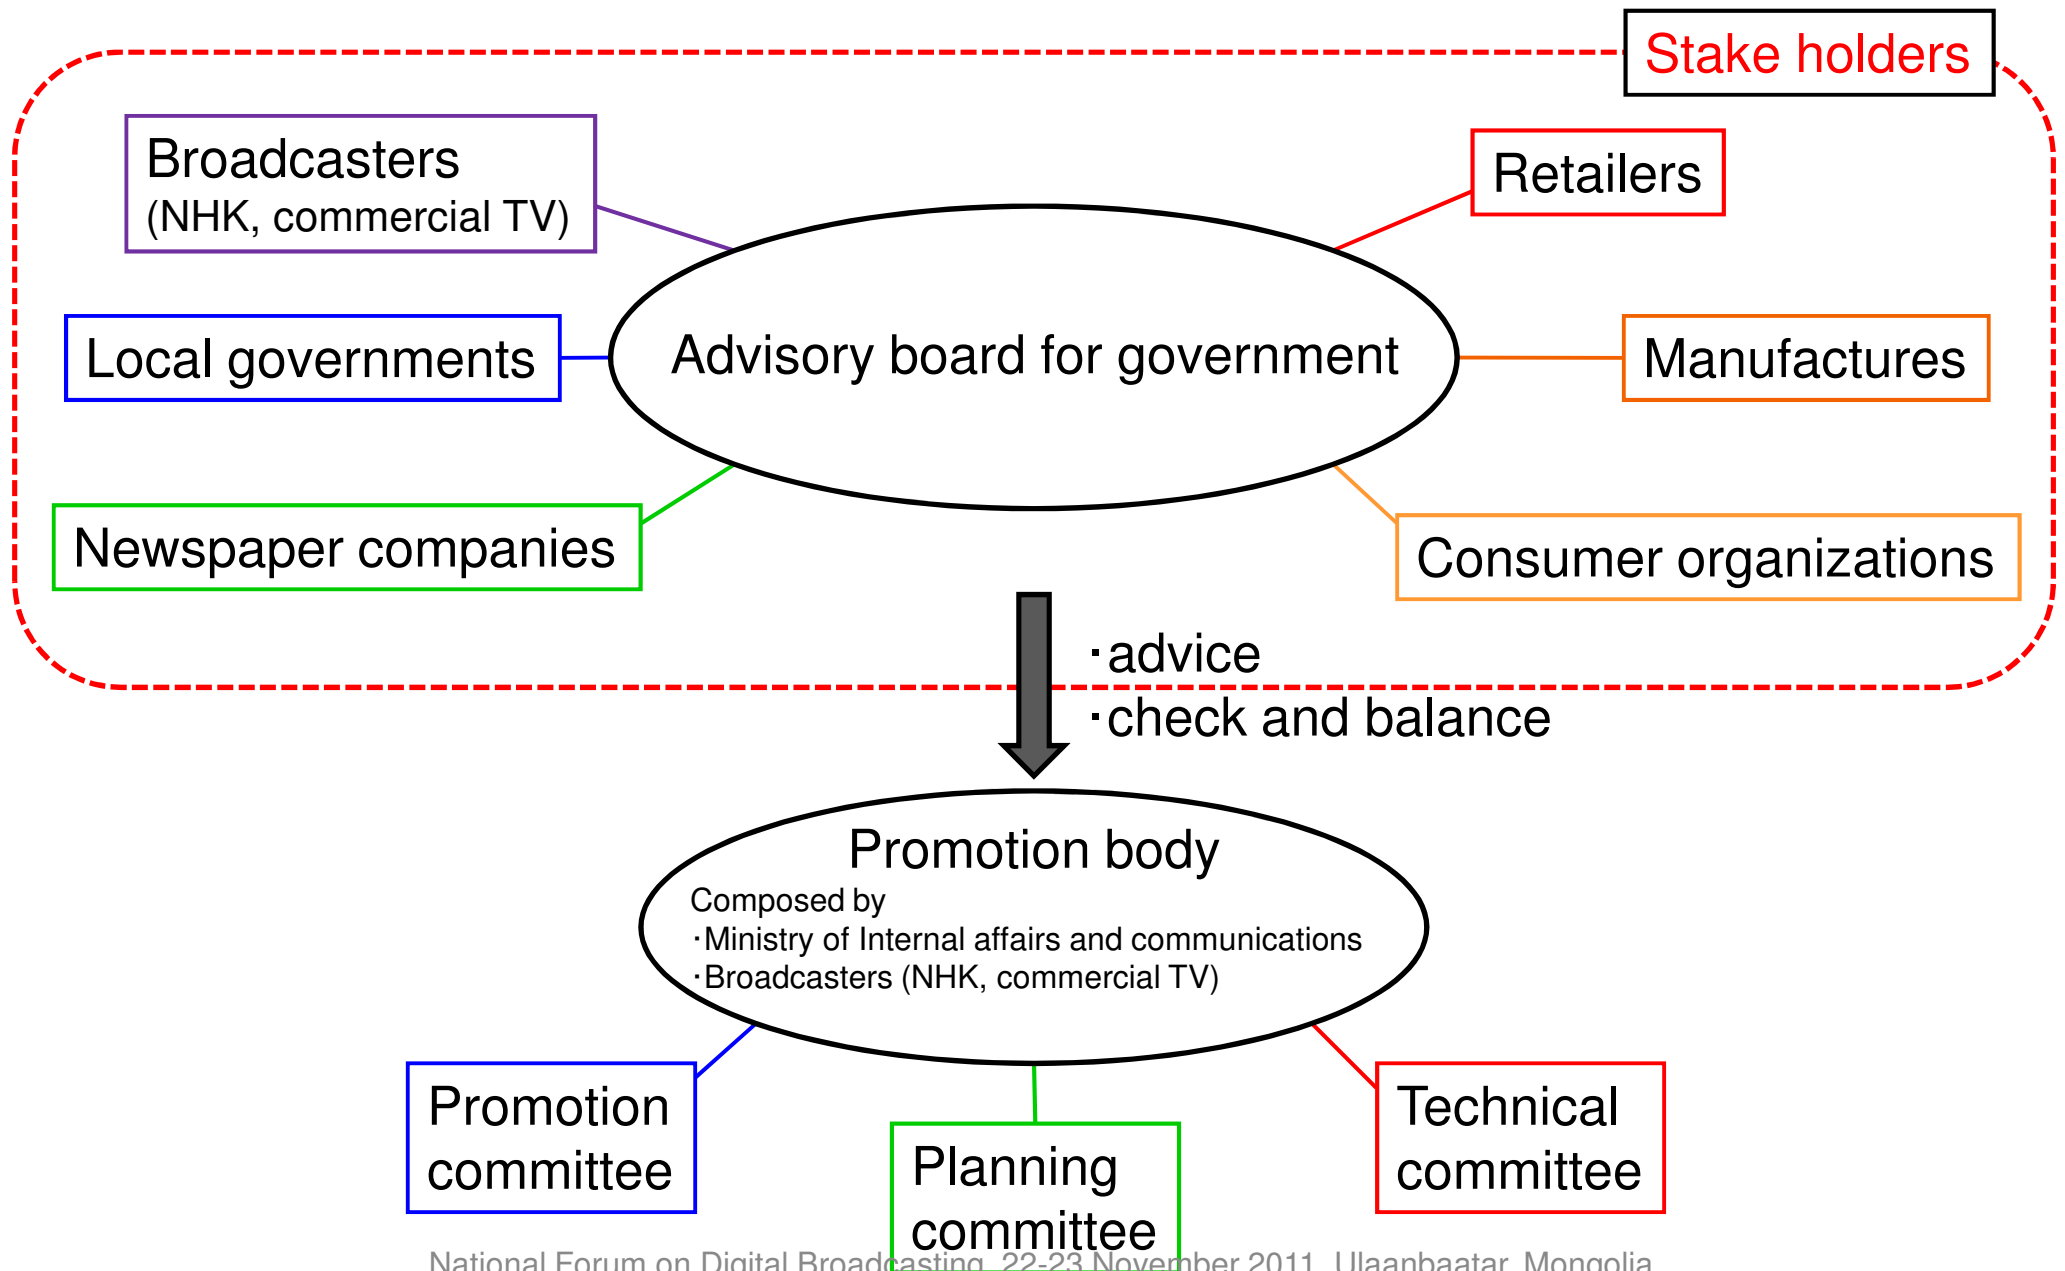 Stake holders
Broadcasters
(NHK, commercial TV)
Retailers
Local governments
Advisory board for government
Manufactures
Newspaper companies
Consumer organizations
・advice
・check and balance
Promotion body
Composed by
・Ministry of Internal affairs and communications
・Broadcasters (NHK, commercial TV)
Promotion
committee
Planning
committee
Technical
committee
National Forum on Digital Broadcasting, 22-23 November 2011, Ulaanbaatar, Mongolia